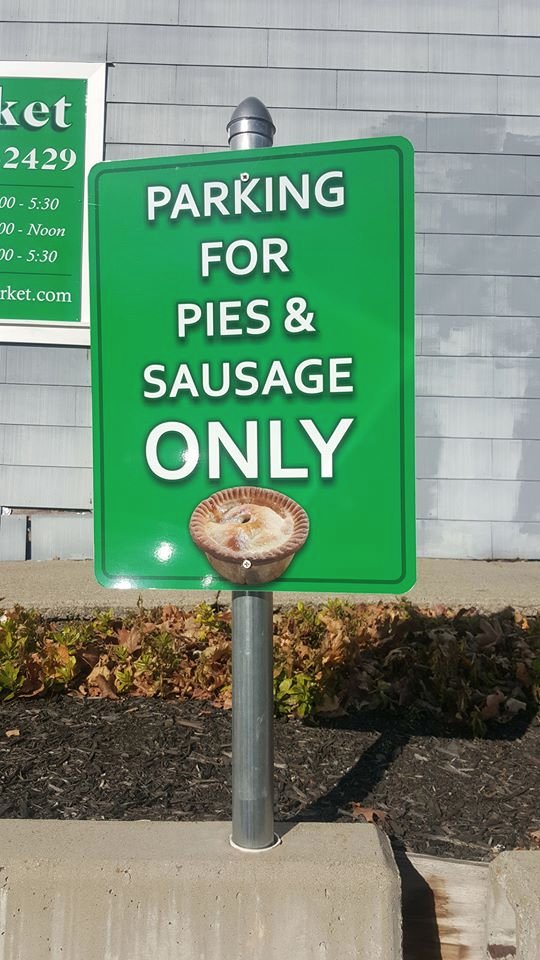 ket
2429
00 - 5:30
00 - Noon
00 - 5:30
rket.com
PARKING
FOR
PIES &
SAUSAGE
ONLY